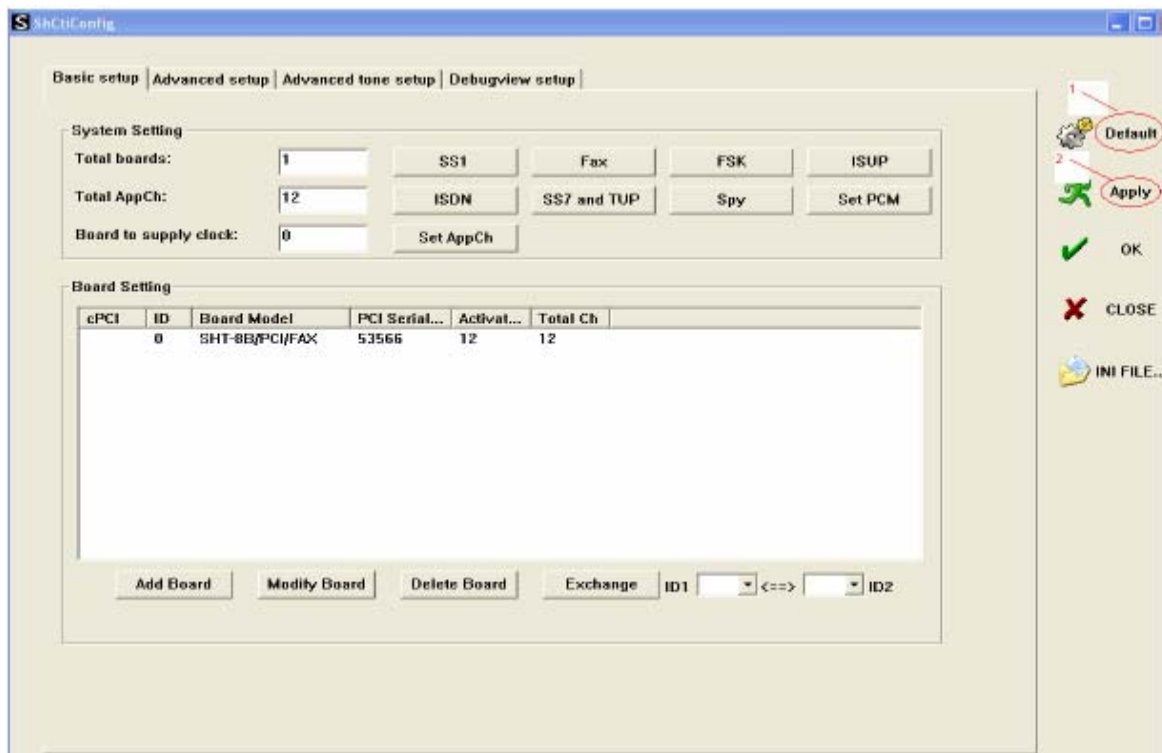 ShCtiConfig
Basic setup Advanced setup Advanced tone setup Debugview setup
System Setting
Total boards: 1 SS1 Fax FSK ISUP
Total AppCh: 12 ISDN SS7 and TUP Spy Set PCM
Board to supply clock: 0 Set AppCh
Board Setting
cPCI ID Board Model PCI Serial... Activat... Total Ch
0 SHT-8B/PCI/FAX 53566 12 12
Add Board Modify Board Delete Board Exchange ID1 <==> ID2
1
Default
2
Apply
OK
CLOSE
INI FILE..